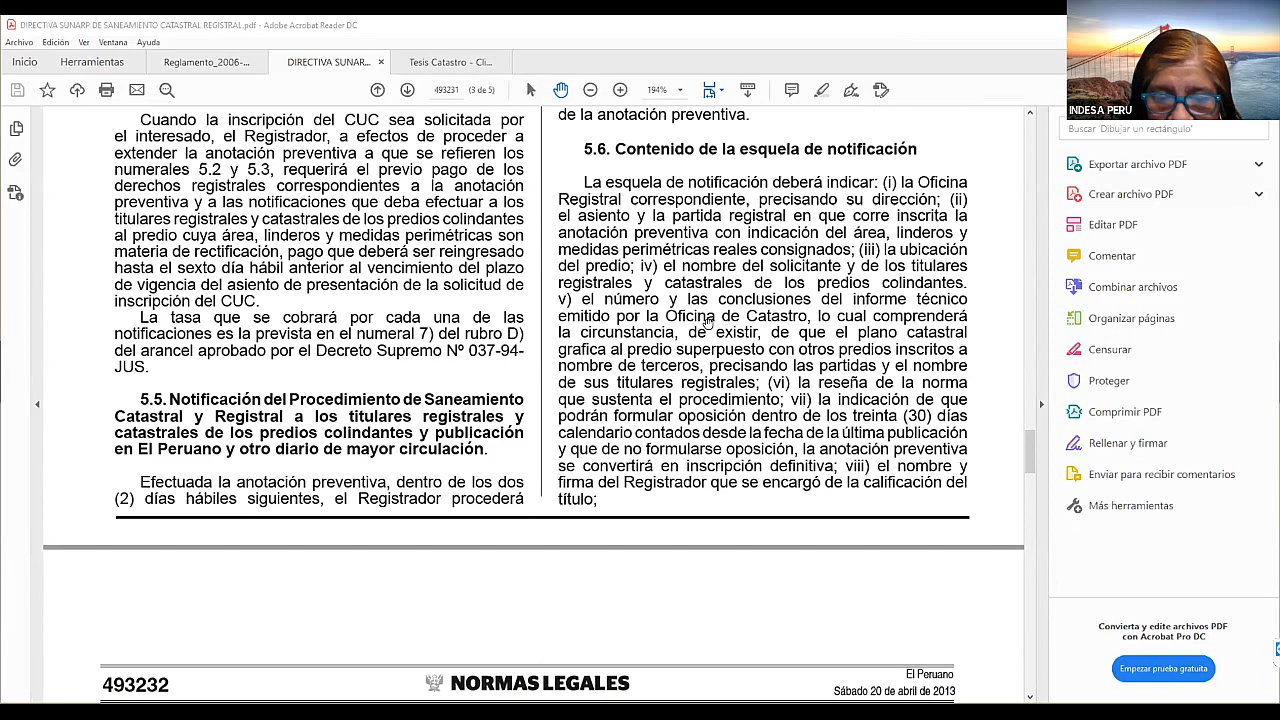 DIRECTIVA SUNARP DE SANEAMIENTO CATASTRAL REGISTRAL.pdf - Adobe Acrobat Reader DC
Archivo Edición Ver Ventana Ayuda
Inicio Herramientas Reglamento_2006-... DIRECTIVA SUNAR... × Tesis Catastro - Cli...
493231 (3 de 5) 194%
INDESA PERU
Buscar 'Dibujar un rectángulo'
Exportar archivo PDF
Crear archivo PDF
Editar PDF
Comentar
Combinar archivos
Organizar páginas
Censurar
Proteger
Comprimir PDF
Rellenar y firmar
Enviar para recibir comentarios
Más herramientas
Convierta y edite archivos PDF
con Acrobat Pro DC
Empezar prueba gratuita
Cuando la inscripción del CUC sea solicitada por
el interesado, el Registrador, a efectos de proceder a
extender la anotación preventiva a que se refieren los
numerales 5.2 y 5.3, requerirá el previo pago de los
derechos registrales correspondientes a la anotación
preventiva y a las notificaciones que deba efectuar a los
titulares registrales y catastrales de los predios colindantes
al predio cuya área, linderos y medidas perimétricas son
materia de rectificación, pago que deberá ser reingresado
hasta el sexto día hábil anterior al vencimiento del plazo
de vigencia del asiento de presentación de la solicitud de
inscripción del CUC.
La tasa que se cobrará por cada una de las
notificaciones es la prevista en el numeral 7) del rubro D)
del arancel aprobado por el Decreto Supremo Nº 037-94-
JUS.
5.5. Notificación del Procedimiento de Saneamiento
Catastral y Registral a los titulares registrales y
catastrales de los predios colindantes y publicación
en El Peruano y otro diario de mayor circulación.
Efectuada la anotación preventiva, dentro de los dos
(2) días hábiles siguientes, el Registrador procederá
de la anotación preventiva.
5.6. Contenido de la esquela de notificación
La esquela de notificación deberá indicar: (i) la Oficina
Registral correspondiente, precisando su dirección; (ii)
el asiento y la partida registral en que corre inscrita la
anotación preventiva con indicación del área, linderos y
medidas perimétricas reales consignados; (iii) la ubicación
del predio; iv) el nombre del solicitante y de los titulares
registrales y catastrales de los predios colindantes.
v) el número y las conclusiones del informe técnico
emitido por la Oficina de Catastro, lo cual comprenderá
la circunstancia, de existir, de que el plano catastral
grafica al predio superpuesto con otros predios inscritos a
nombre de terceros, precisando las partidas y el nombre
de sus titulares registrales; (vi) la reseña de la norma
que sustenta el procedimiento; vii) la indicación de que
podrán formular oposición dentro de los treinta (30) días
calendario contados desde la fecha de la última publicación
y que de no formularse oposición, la anotación preventiva
se convertirá en inscripción definitiva; viii) el nombre y
firma del Registrador que se encargó de la calificación del
título;
493232
NORMAS LEGALES
El Peruano
Sábado 20 de abril de 2013